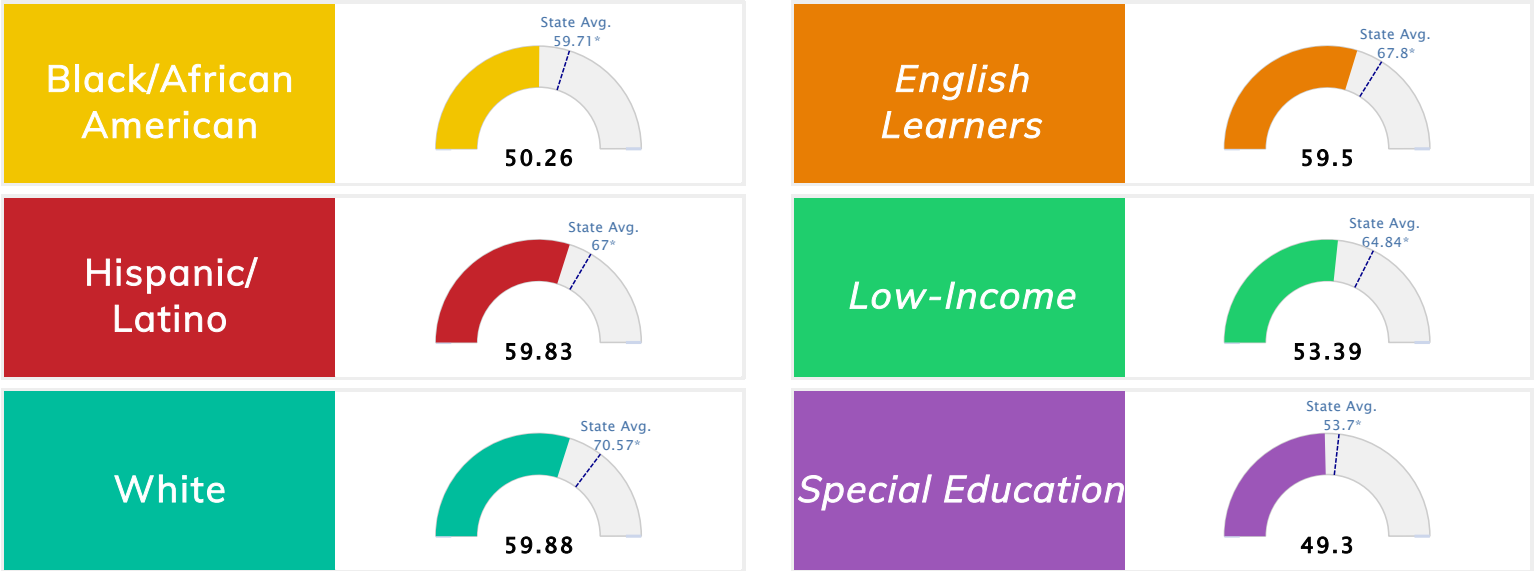 Black/African
American
State Avg.
59.71*
50.26
English
Learners
State Avg.
67.8*
59.5
Hispanic/
Latino
State Avg.
67*
59.83
Low-Income
State Avg.
64.84*
53.39
White
State Avg.
70.57*
59.88
Special Education
State Avg.
53.7*
49.3